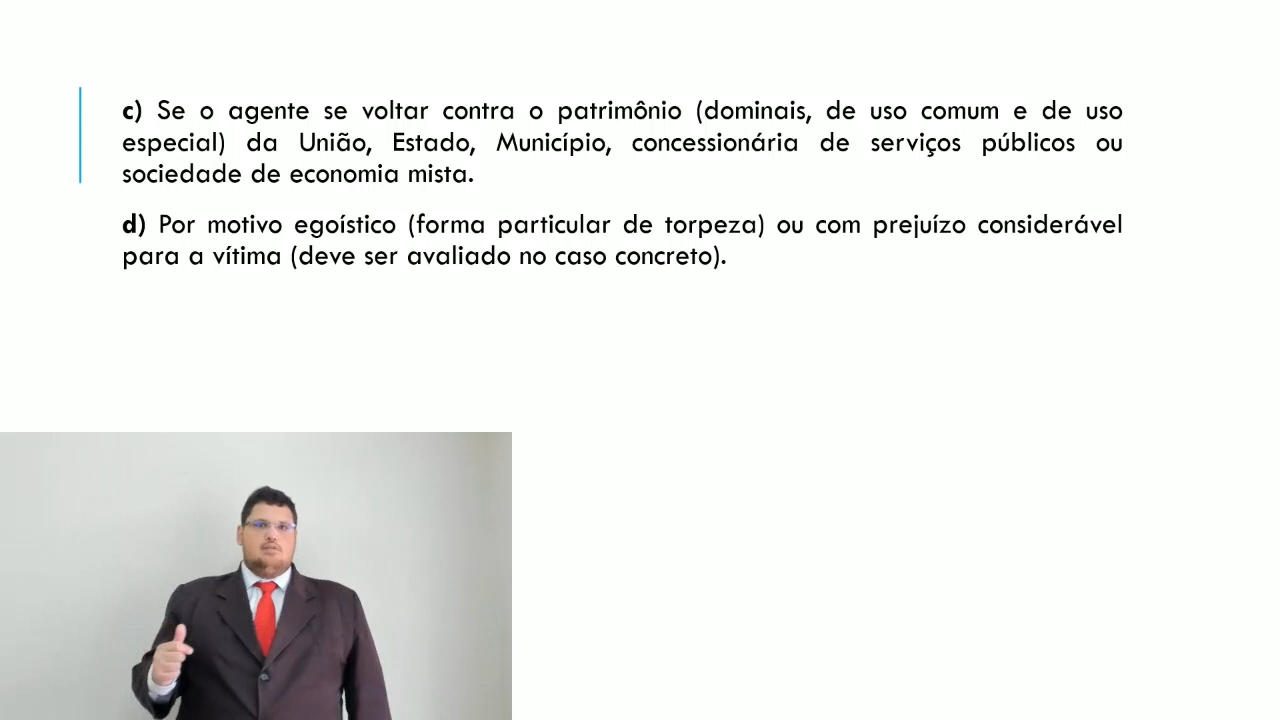 c) Se o agente se voltar contra o patrimônio (dominais, de uso comum e de uso
especial) da União, Estado, Município, concessionária de serviços públicos ou
sociedade de economia mista.
d) Por motivo egoístico (forma particular de torpeza) ou com prejuízo considerável
para a vítima (deve ser avaliado no caso concreto).